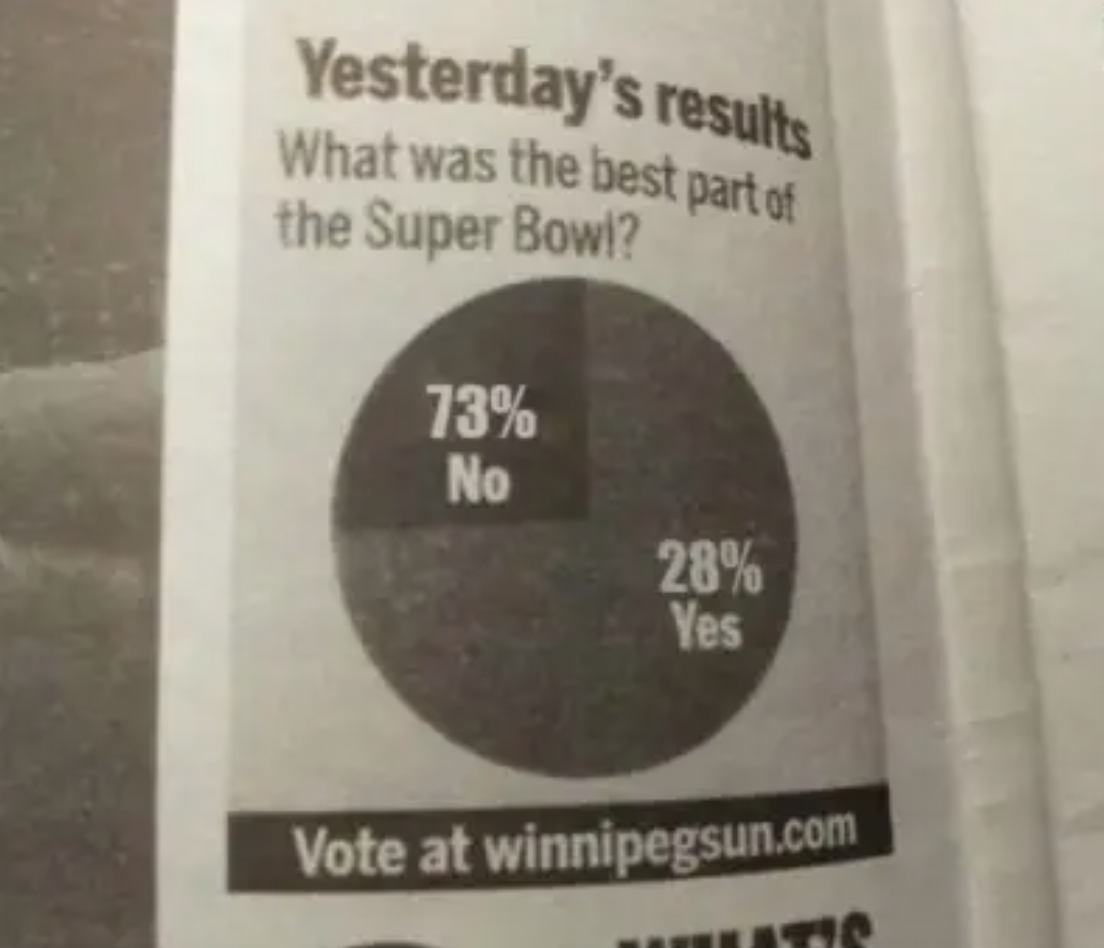 Yesterday's results
What was the best part of
the Super Bowl?
73%
No
28%
Yes
Vote at winnipegsun.com
WHAT'S